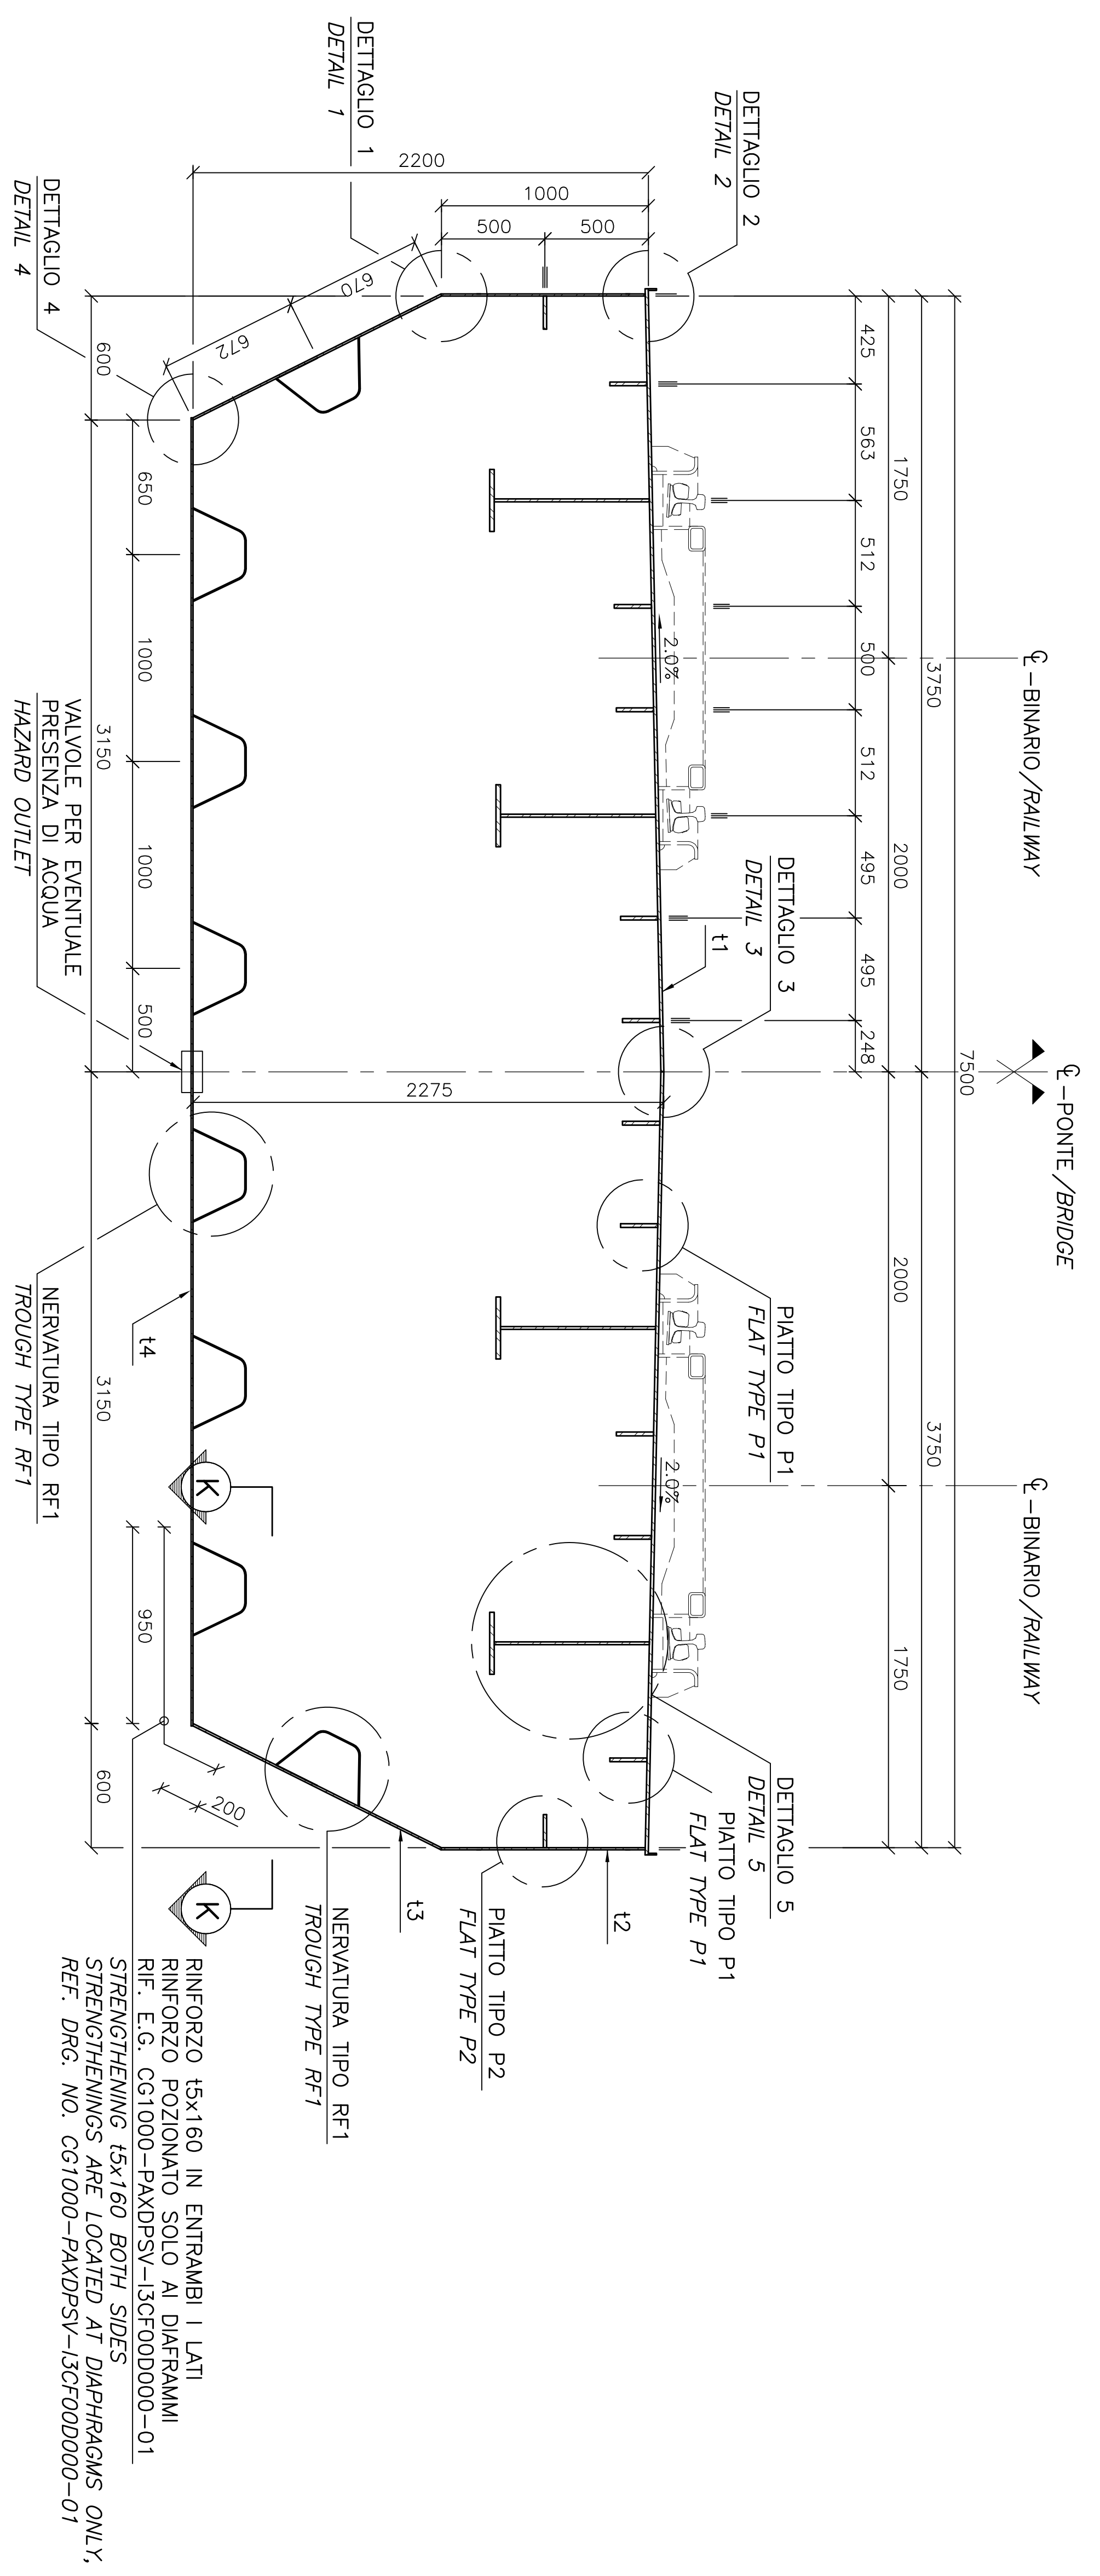 ℄-PONTE/BRIDGE
℄-BINARIO/RAILWAY
℄-BINARIO/RAILWAY
7500
3750
3750
1750
2000
2000
1750
425
563
512
500
512
495
495
248
DETTAGLIO 2
DETAIL 2
DETTAGLIO 3
DETAIL 3
t1
PIATTO TIPO P1
FLAT TYPE P1
DETTAGLIO 5
DETAIL 5
PIATTO TIPO P1
FLAT TYPE P1
2.0%
2.0%
t2
2200
1000
500
500
2275
DETTAGLIO 1
DETAIL 1
670
672
PIATTO TIPO P2
FLAT TYPE P2
t3
NERVATURA TIPO RF1
TROUGH TYPE RF1
K
K
200
950
650
1000
1000
500
t4
600
3150
3150
600
DETTAGLIO 4
DETAIL 4
VALVOLE PER EVENTUALE
PRESENZA DI ACQUA
HAZARD OUTLET
NERVATURA TIPO RF1
TROUGH TYPE RF1
RINFORZO t5x160 IN ENTRAMBI I LATI
RINFORZO POZIONATO SOLO AI DIAFRAMMI
RIF. E.G. CG1000-PAXDPSV-I3CF00D000-01
STRENGTHENING t5x160 BOTH SIDES
STRENGTHENINGS ARE LOCATED AT DIAPHRAGMS ONLY,
REF. DRG. NO. CG1000-PAXDPSV-I3CF00D000-01